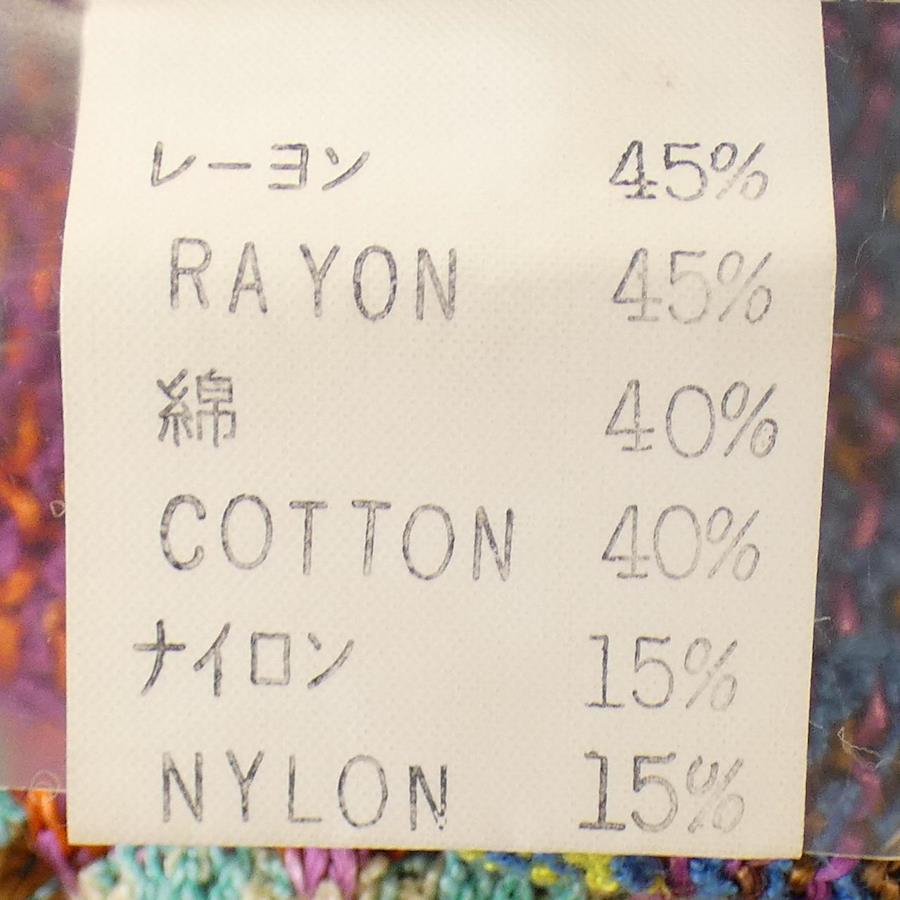 レーヨン 45%
RAYON 45%
綿 40%
COTTON 40%
ナイロン 15%
NYLON 15%